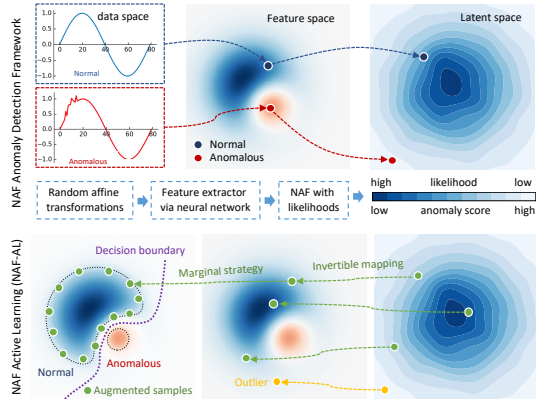 NAF Anomaly Detection Framework
data space
1.0
0.5
0.0
−0.5
−1.0
0 20 40 60 80
Normal
1.0
0.5
0.0
−0.5
−1.0
0 20 40 60 80
Anomalous
Feature space
Normal
Anomalous
Latent space
Random affine
transformations
Feature extractor
via neural network
NAF with
likelihoods
high likelihood low
low anomaly score high
NAF Active Learning (NAF-AL)
Decision boundary
Marginal strategy
Invertible mapping
Anomalous
Normal
Augmented samples
Outlier